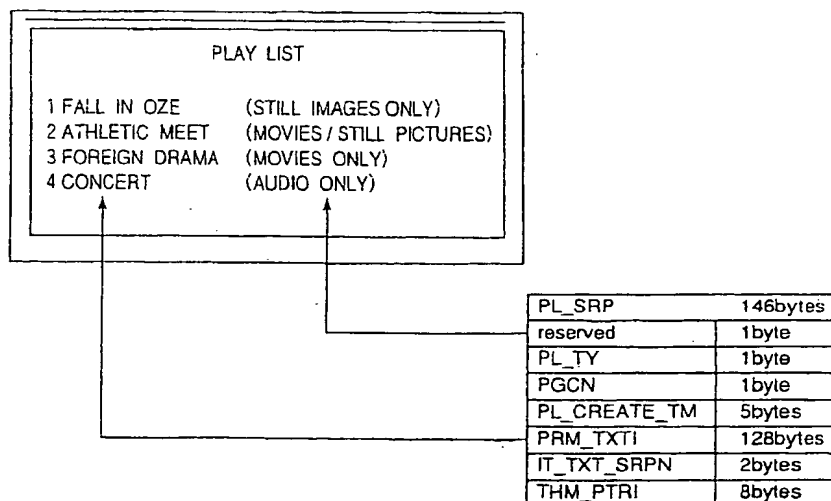 PLAY LIST
1 FALL IN OZE (STILL IMAGES ONLY)
2 ATHLETIC MEET (MOVIES / STILL PICTURES)
3 FOREIGN DRAMA (MOVIES ONLY)
4 CONCERT (AUDIO ONLY)
PL_SRP 146bytes
reserved 1byte
PL_TY 1byte
PGCN 1byte
PL_CREATE_TM 5bytes
PRM_TXTI 128bytes
IT_TXT_SRPN 2bytes
THM_PTRI 8bytes